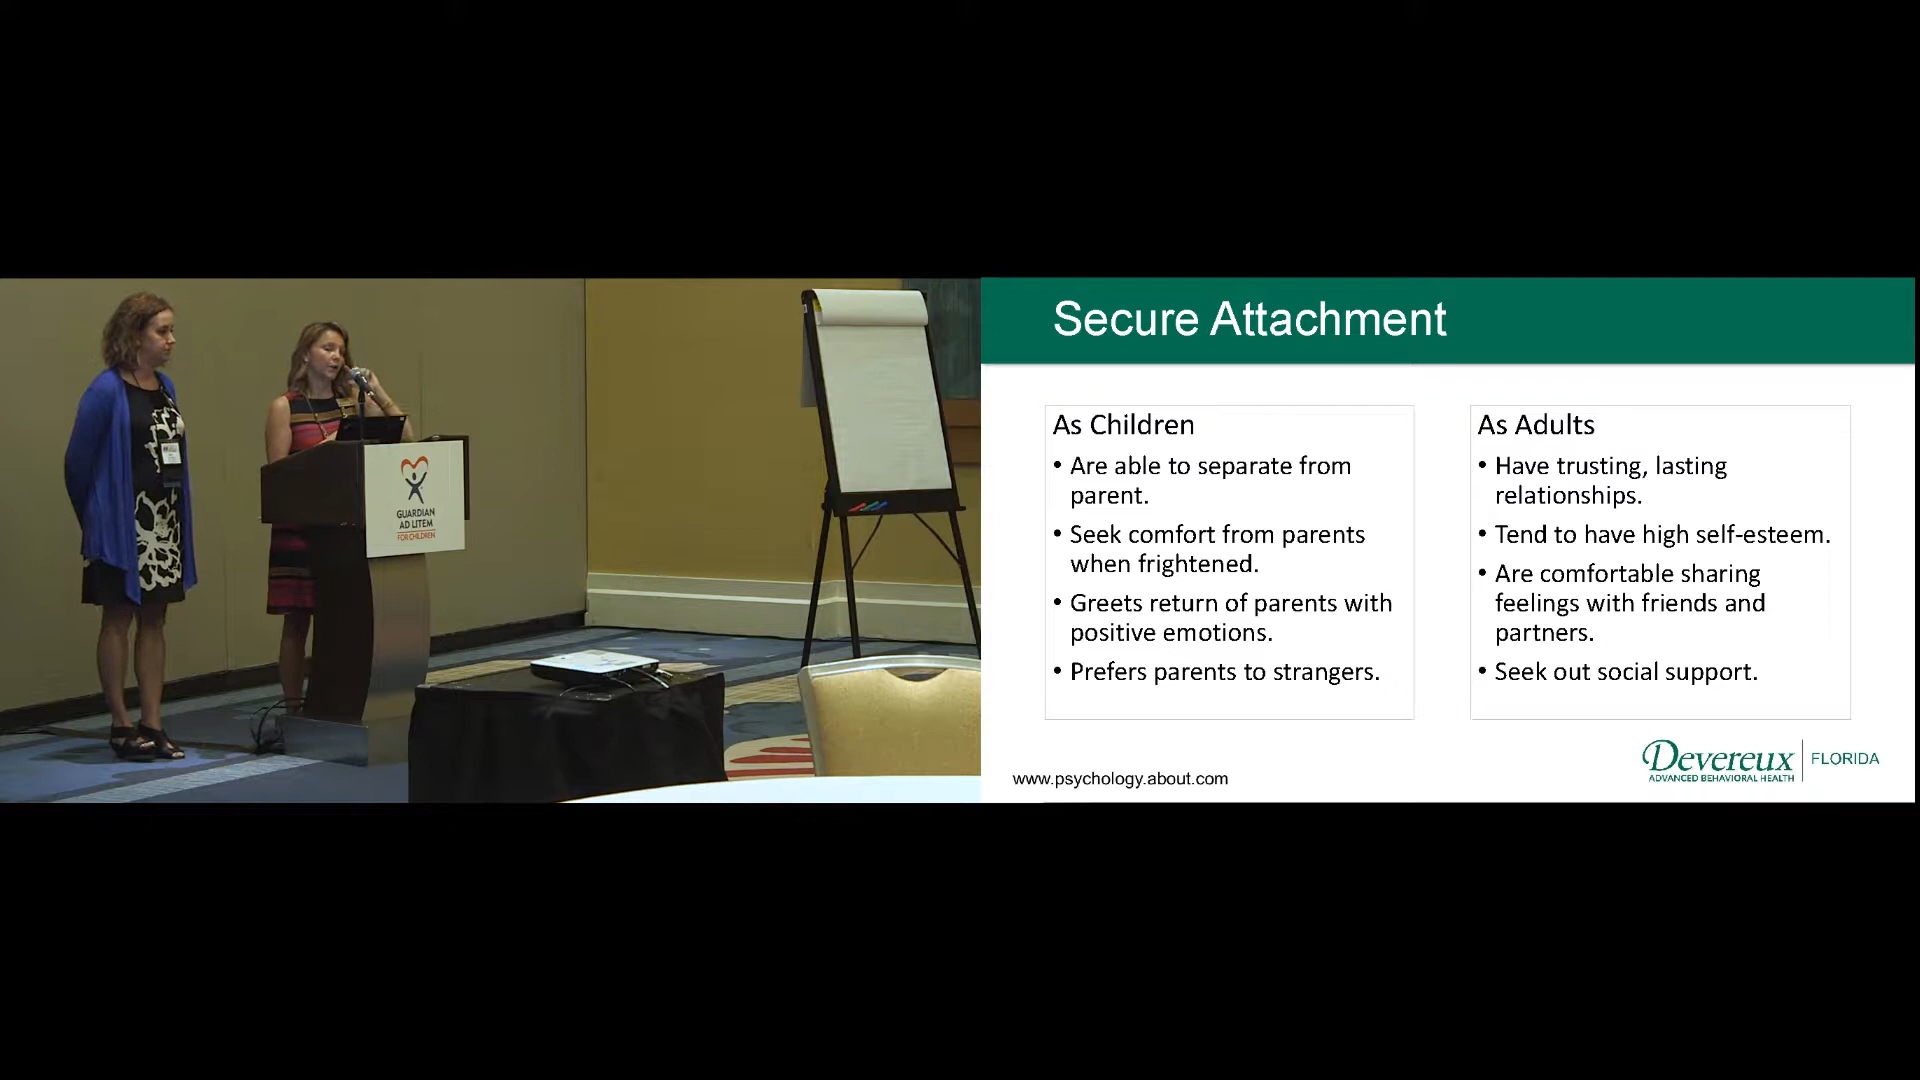 GUARDIAN
AD LITEM
FOR CHILDREN
Secure Attachment
As Children
• Are able to separate from
parent.
• Seek comfort from parents
when frightened.
• Greets return of parents with
positive emotions.
• Prefers parents to strangers.
As Adults
• Have trusting, lasting
relationships.
• Tend to have high self-esteem.
• Are comfortable sharing
feelings with friends and
partners.
• Seek out social support.
www.psychology.about.com
Devereux
ADVANCED BEHAVIORAL HEALTH
FLORIDA